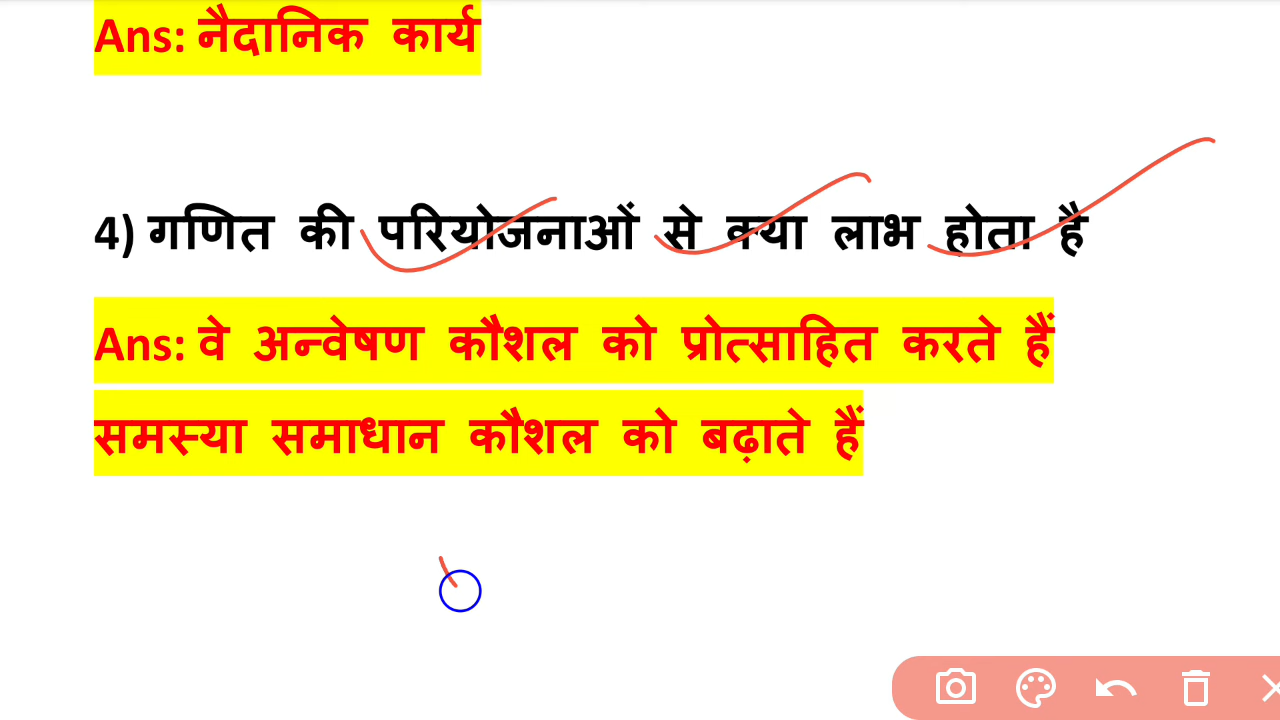 Ans: नैदानिक कार्य
4) गणित की परियोजनाओं से क्या लाभ होता है
Ans: वे अन्वेषण कौशल को प्रोत्साहित करते हैं
समस्या समाधान कौशल को बढ़ाते हैं